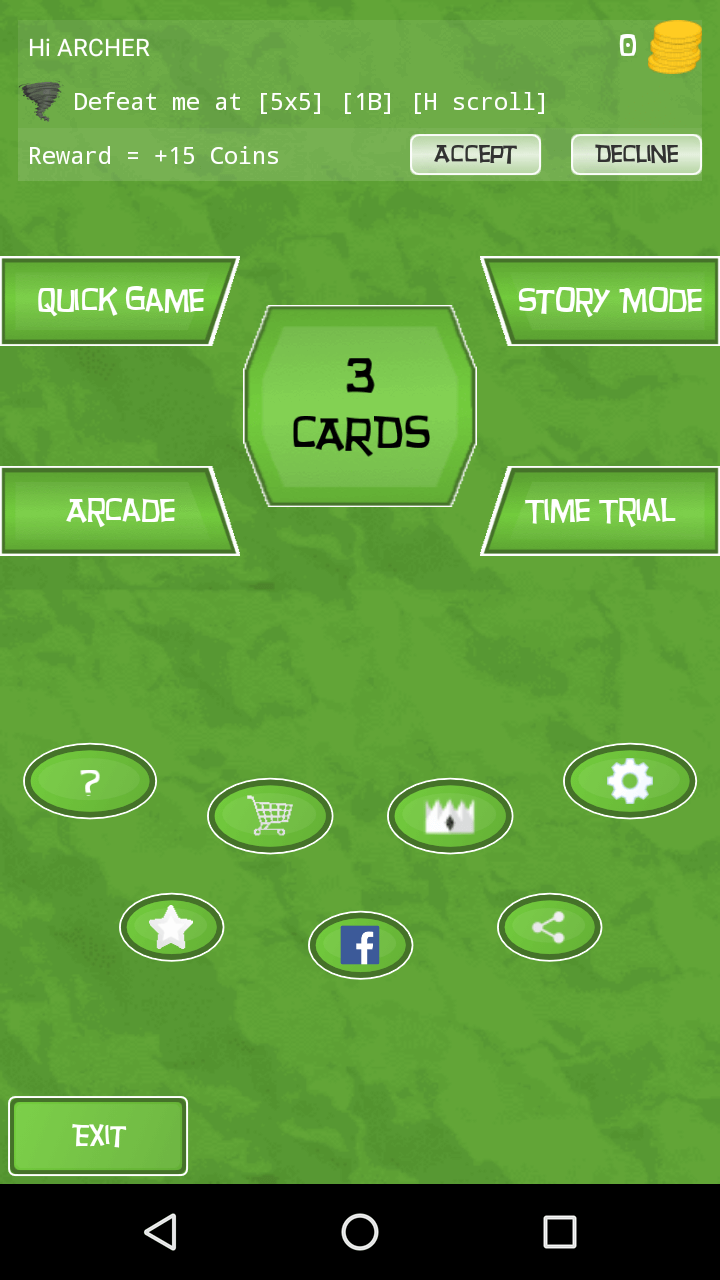 Hi ARCHER
0
Defeat me at [5x5] [1B] [H scroll]
Reward = +15 Coins
ACCEPT
DECLINE
QUICK GAME
STORY MODE
3
CARDS
ARCADE
TIME TRIAL
?
f
EXIT